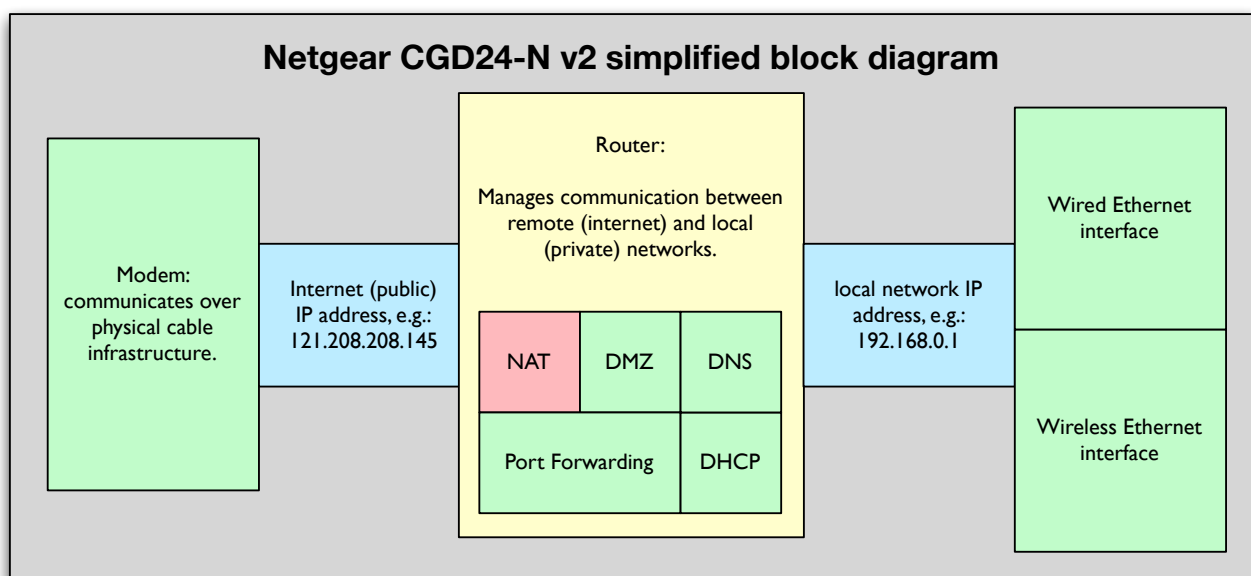 Netgear CGD24-N v2 simplified block diagram
Modem:
communicates over
physical cable
infrastructure.
Internet (public)
IP address, e.g.:
121.208.208.145
Router:
Manages communication between
remote (internet) and local
(private) networks.
NAT
DMZ
DNS
Port Forwarding
DHCP
local network IP
address, e.g.:
192.168.0.1
Wired Ethernet
interface
Wireless Ethernet
interface